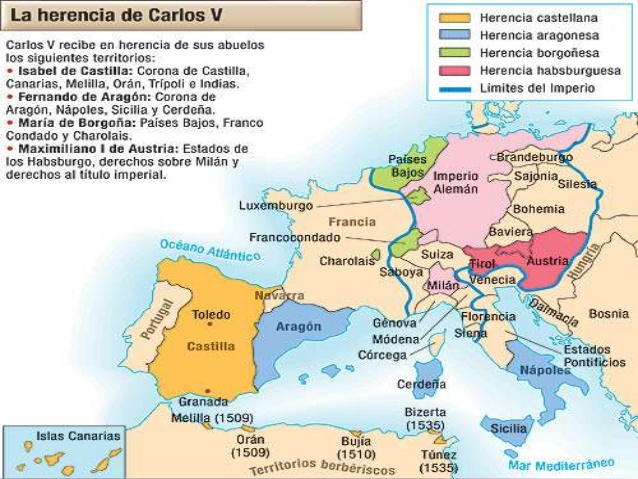 La herencia de Carlos V
Carlos V recibe en herencia de sus abuelos
los siguientes territorios:
• Isabel de Castilla: Corona de Castilla,
Canarias, Melilla, Orán, Trípoli e Indias.
• Fernando de Aragón: Corona de
Aragón, Nápoles, Sicilia y Cerdeña.
• María de Borgoña: Países Bajos, Franco
Condado y Charolais.
• Maximiliano I de Austria: Estados de
los Habsburgo, derechos sobre Milán y
derechos al título imperial.
Herencia castellana
Herencia aragonesa
Herencia borgoñesa
Herencia habsburguesa
Límites del Imperio
Países
Bajos
Imperio
Alemán
Brandeburgo
Sajonia
Silesia
Luxemburgo
Bohemia
Francia
Francocondado
Baviera
Océano Atlántico
Charolais
Suiza
Tirol
Austria
Hungría
Saboya
Milán
Venecia
Navarra
Portugal
Toledo
Aragón
Castilla
Génova
Módena
Córcega
Florencia
Siena
Dalmacia
Bosnia
Estados
Pontificios
Nápoles
Cerdeña
Granada
Melilla (1509)
Orán
(1509)
Bujía
(1510)
Bizerta
(1535)
Túnez
(1535)
Sicilia
Islas Canarias
Territorios berbériscos
Mar Mediterráneo